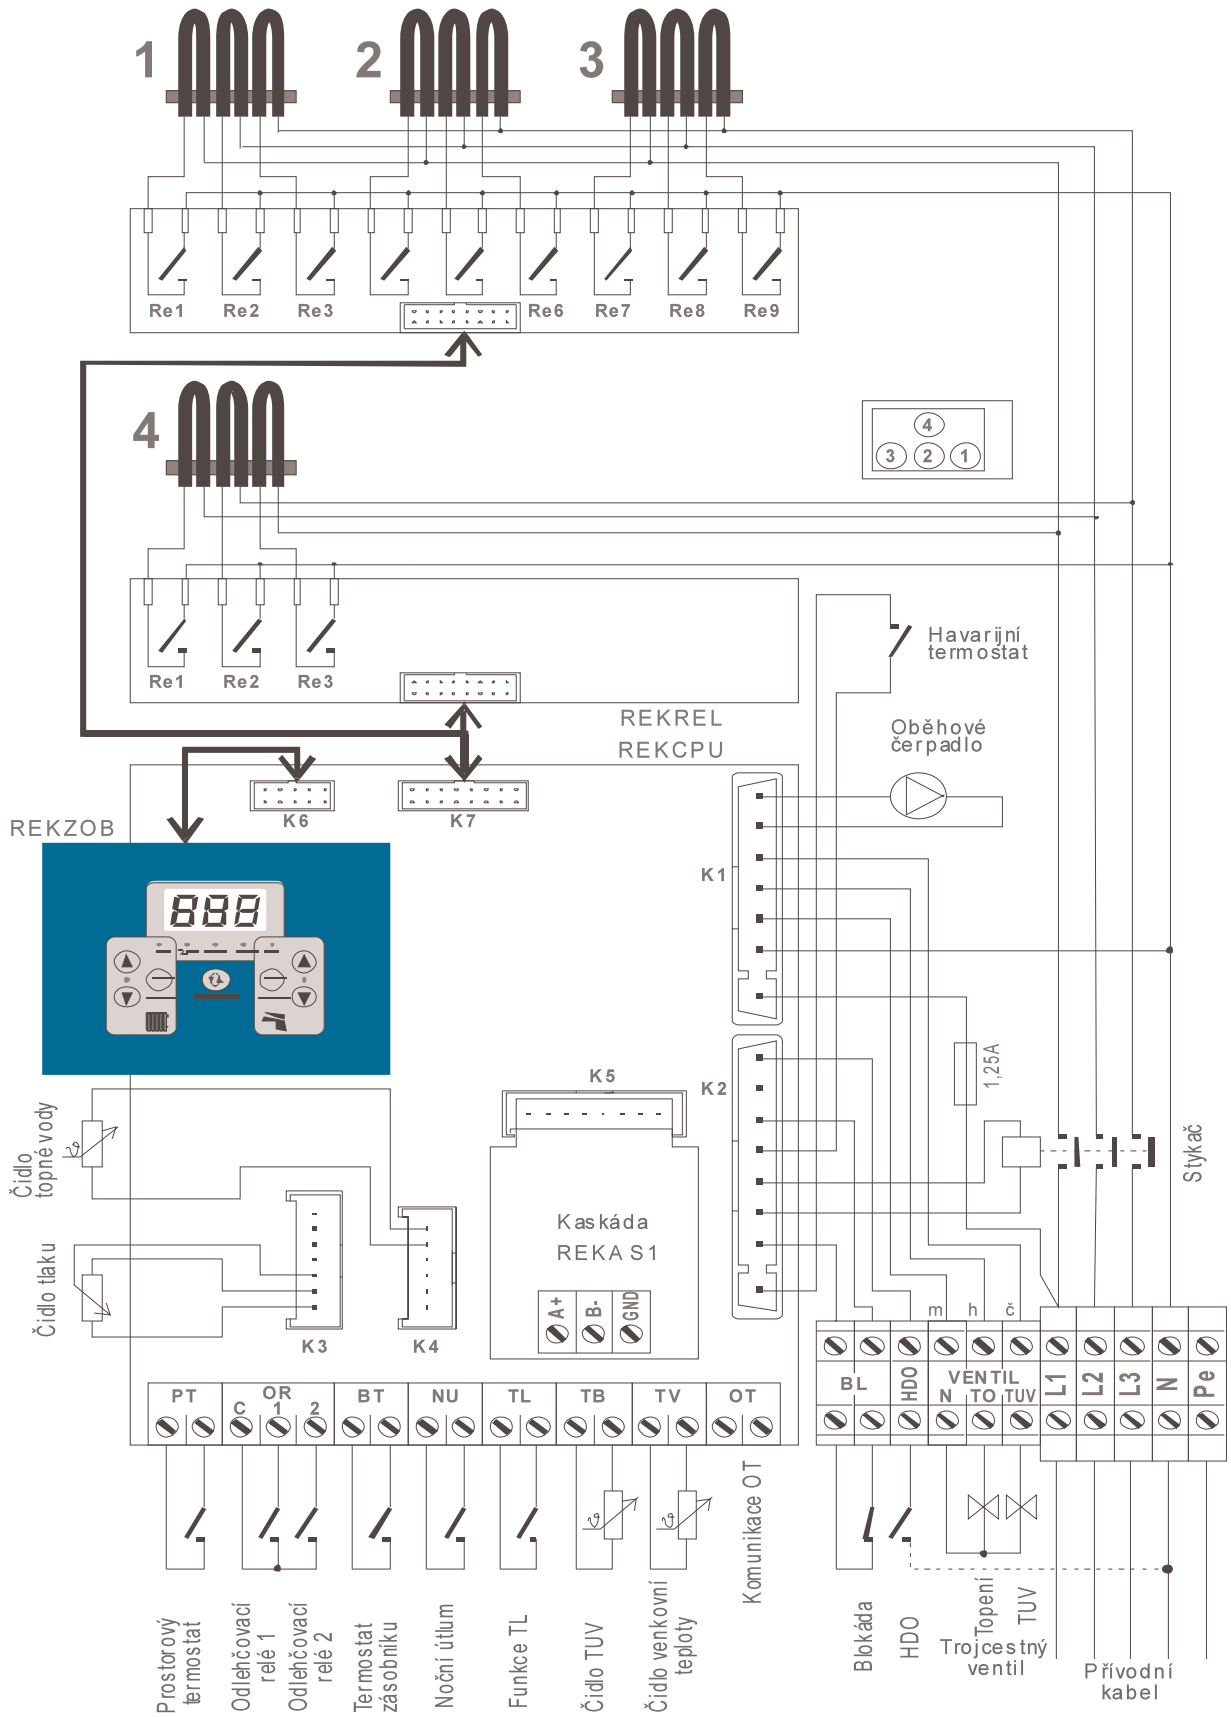 1
2
3
Re1
Re2
Re3
Re6
Re7
Re8
Re9
4
4
3
2
1
Re1
Re2
Re3
Havarijní
termostat
REKREL
REKCPU
Oběhové
čerpadlo
REKZOB
K6
K7
K1
888
1,25A
K5
K2
Čidlo
topné vody
ϑ
Stykač
Kaskáda
REKA S1
Čidlo tlaku
A+
B-
GND
K3
K4
m
h
č
PT
OR
C
1
2
BT
NU
TL
TB
TV
OT
BL
HDO
VENTIL
N
TO
TUV
L1
L2
L3
N
Pe
ϑ
ϑ
Prostorový
termostat
Odlehčovací
relé 1
Odlehčovací
relé 2
Termostat
zásobníku
Noční útlum
Funkce TL
Čidlo TUV
Čidlo venkovní
teploty
Komunikace OT
Blokáda
HDO
Topení
TUV
Trojcestný
ventil
Přívodní
kabel